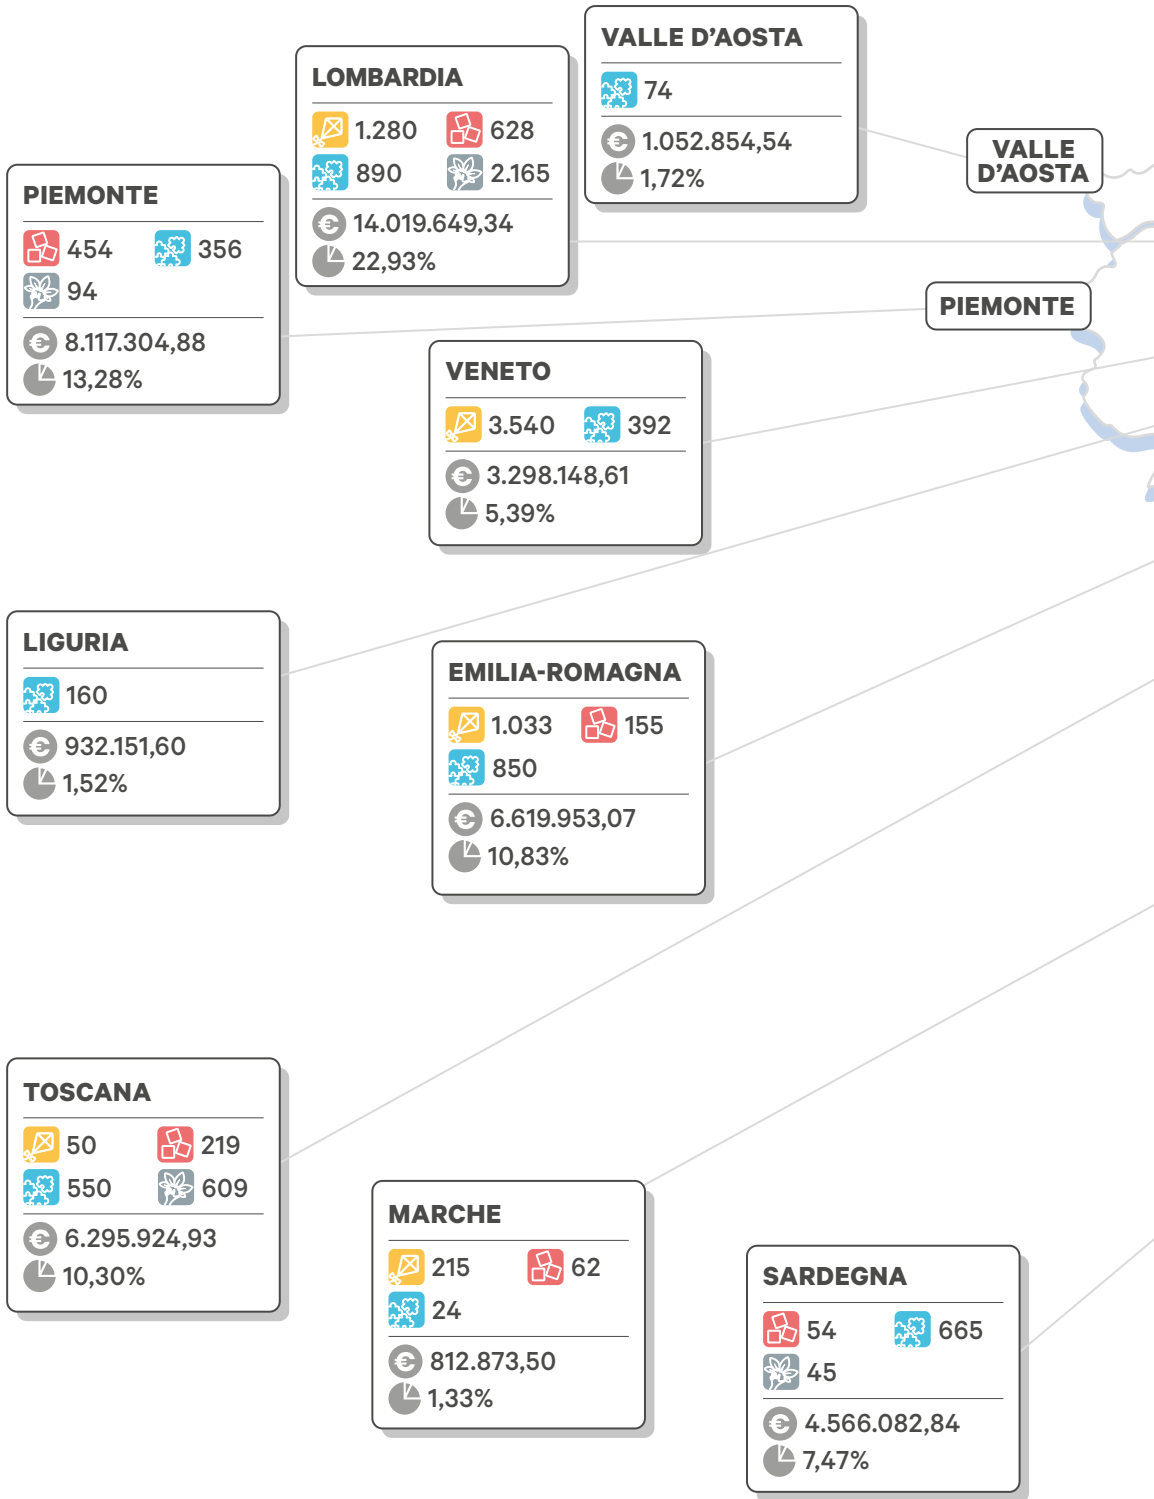 VALLE D'AOSTA
74
1.052.854,54
1,72%
LOMBARDIA
1.280 628
890 2.165
14.019.649,34
22,93%
VALLE
D'AOSTA
PIEMONTE
454 356
94
8.117.304,88
13,28%
PIEMONTE
VENETO
3.540 392
3.298.148,61
5,39%
LIGURIA
160
932.151,60
1,52%
EMILIA-ROMAGNA
1.033 155
850
6.619.953,07
10,83%
TOSCANA
50 219
550 609
6.295.924,93
10,30%
MARCHE
215 62
24
812.873,50
1,33%
SARDEGNA
54 665
45
4.566.082,84
7,47%